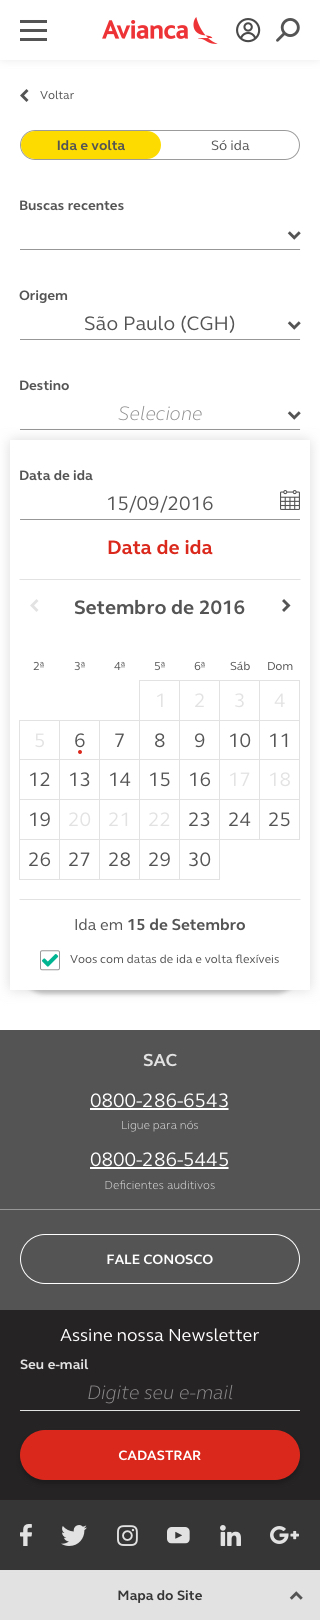 Avianca
Voltar
Ida e volta Só ida
Buscas recentes
Origem
São Paulo (CGH)
Destino
Selecione
Data de ida
15/09/2016
Data de ida
Setembro de 2016
2ª 3ª 4ª 5ª 6ª Sáb Dom
1 2 3 4
5 6 7 8 9 10 11
12 13 14 15 16 17 18
19 20 21 22 23 24 25
26 27 28 29 30
Ida em 15 de Setembro
Voos com datas de ida e volta flexíveis
SAC
0800-286-6543
Ligue para nós
0800-286-5445
Deficientes auditivos
FALE CONOSCO
Assine nossa Newsletter
Seu e-mail
Digite seu e-mail
CADASTRAR
f in G+
Mapa do Site